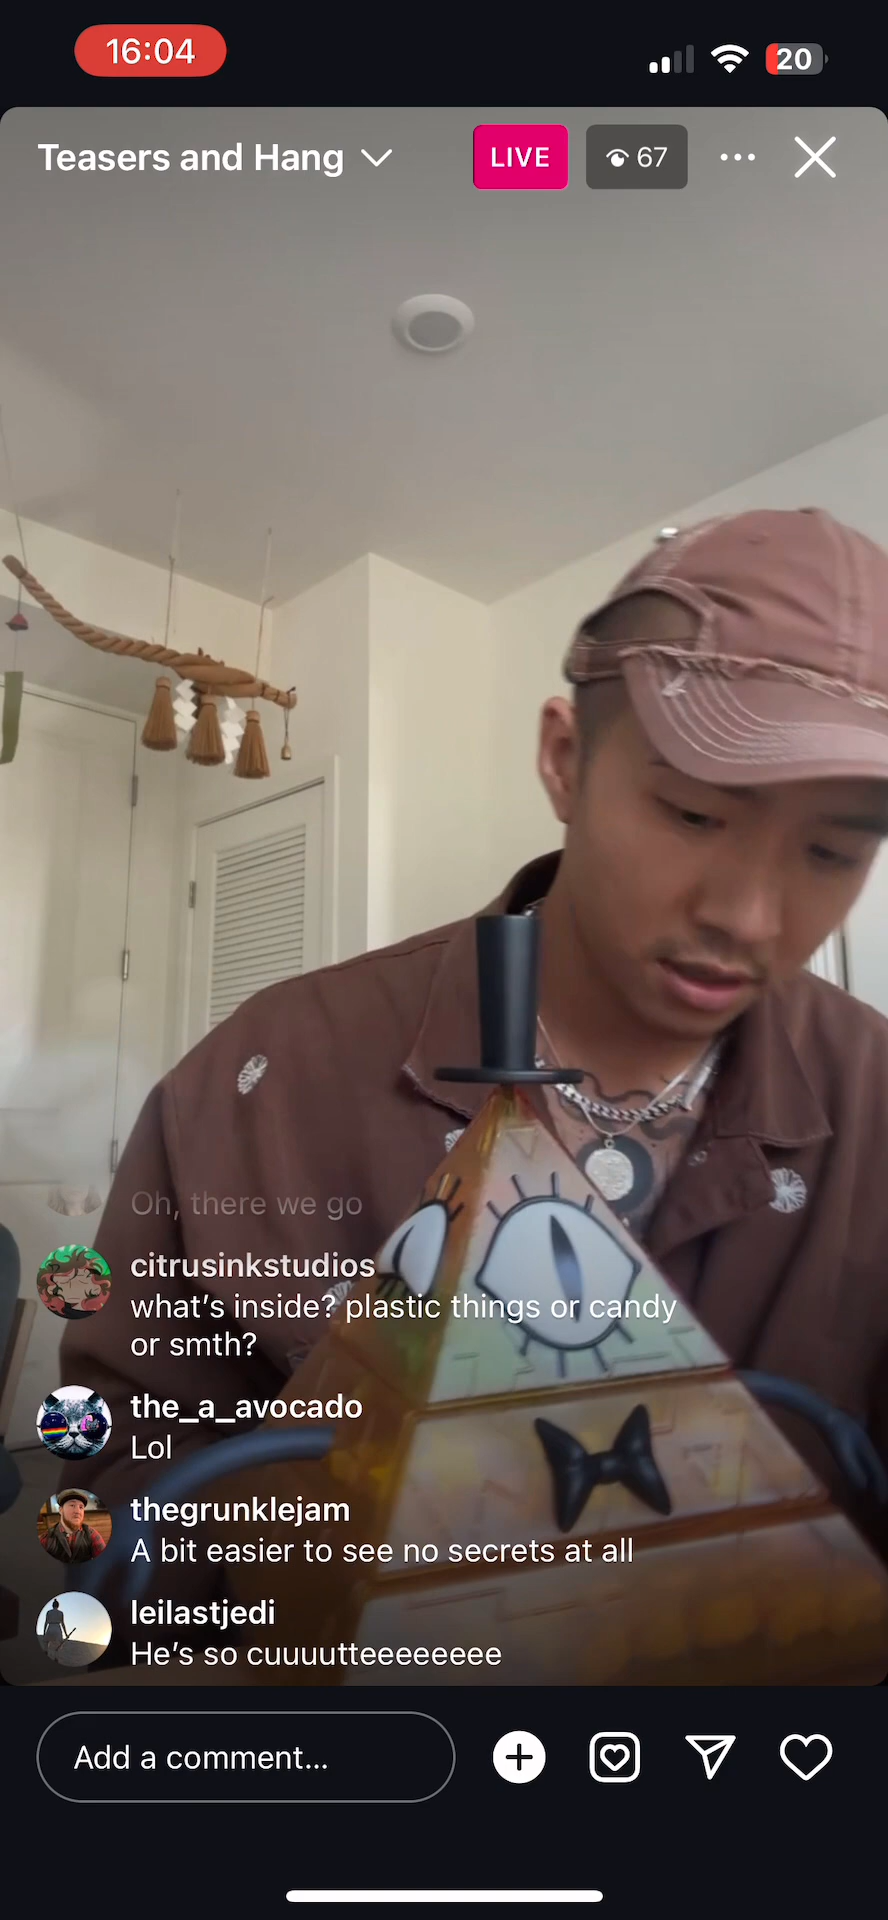 16:04
20
Teasers and Hang
LIVE
67
Oh, there we go
citrusinkstudios
what's inside? plastic things or candy
or smth?
the_a_avocado
Lol
thegrunklejam
A bit easier to see no secrets at all
leilastjedi
He's so cuuuutteeeeeeee
Add a comment...